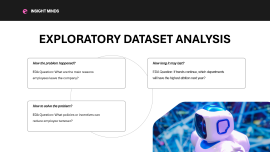 INSIGHT MINDS
EXPLORATORY DATASET ANALYSIS
How the problem happened?
EDA Question: What are the main reasons
employees leave the company?
How long it may last?
EDA Question: If trends continue, which departments
will have the highest attrition next year?
How to solve the problem?
EDA Question: What policies or incentives can
reduce employee turnover?